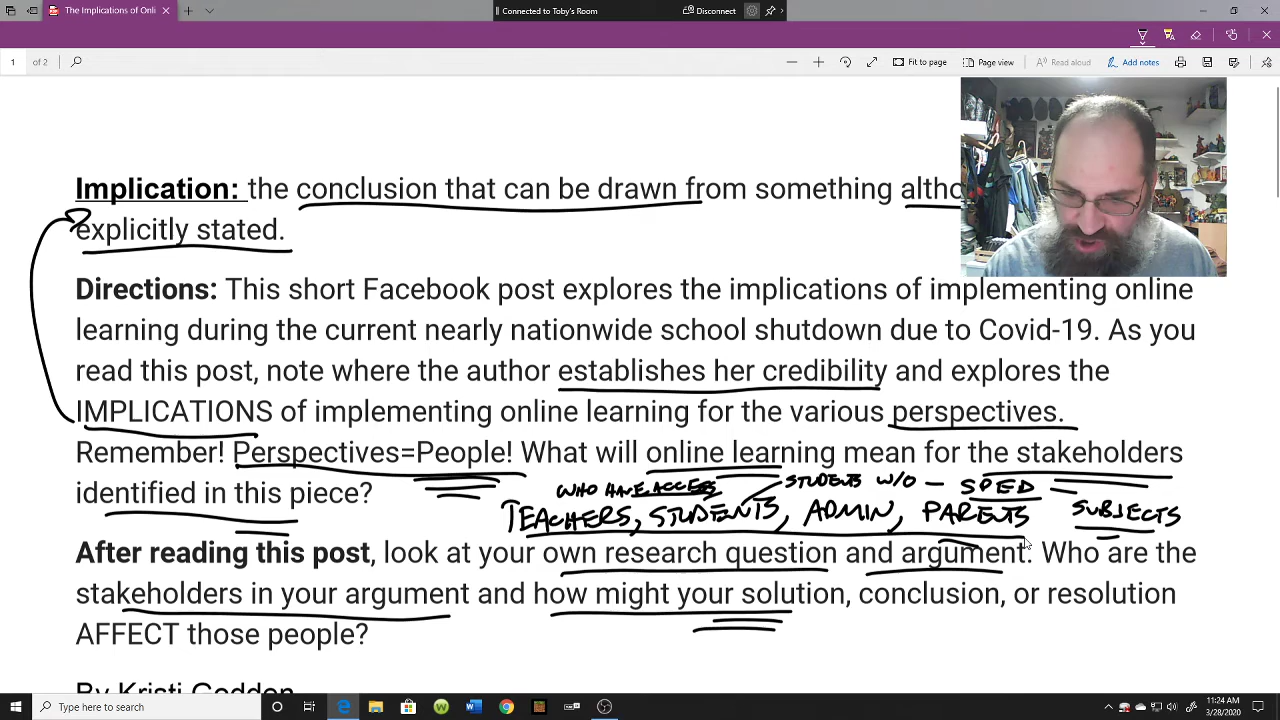 The Implications of Onli
Connected to Toby's Room
Disconnect
1 of 2
Fit to page
Page view
Read aloud
Add notes
Implication: the conclusion that can be drawn from something
explicitly stated.
Directions: This short Facebook post explores the implications of implementing online
learning during the current nearly nationwide school shutdown due to Covid-19. As you
read this post, note where the author establishes her credibility and explores the
IMPLICATIONS of implementing online learning for the various perspectives.
Remember! Perspectives=People! What will online learning mean for the stakeholders
identified in this piece?
WHO HAVE ACCESS STUDENTS W/O - SPED
TEACHERS, STUDENTS, ADMIN, PARENTS SUBJECTS
After reading this post, look at your own research question and argument. Who are the
stakeholders in your argument and how might your solution, conclusion, or resolution
AFFECT those people?
By Kristi Godden
Type here to search
11:24 AM
3/28/2020